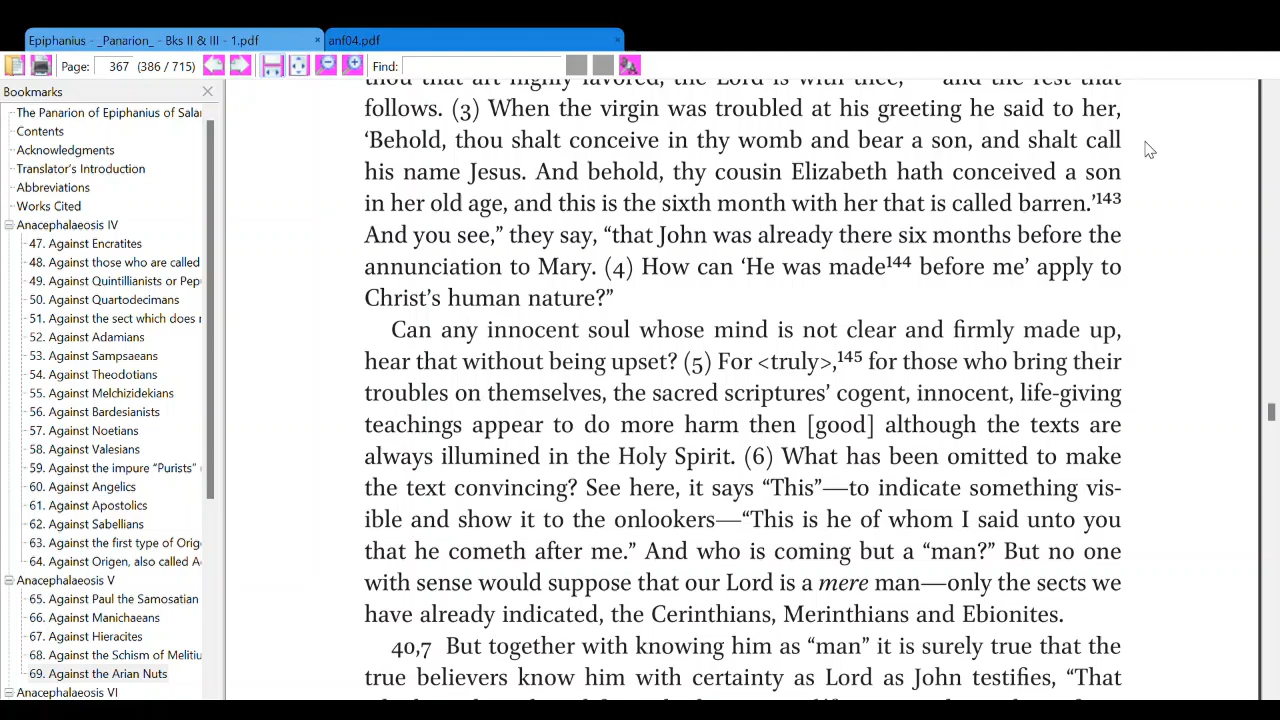 Epiphanius - _Panarion_ - Bks II & III - 1.pdf
×
anf04.pdf
×
Page: 367 (386 / 715)
Find:
Bookmarks
The Panarion of Epiphanius of Salar
Contents
Acknowledgments
Translator's Introduction
Abbreviations
Works Cited
Anacephalaeosis IV
47. Against Encratites
48. Against those who are called
49. Against Quintillianists or Pep
50. Against Quartodecimans
51. Against the sect which does
52. Against Adamians
53. Against Sampsaeans
54. Against Theodotians
55. Against Melchizidekians
56. Against Bardesianists
57. Against Noetians
58. Against Valesians
59. Against the impure “Purists” (
60. Against Angelics
61. Against Apostolics
62. Against Sabellians
63. Against the first type of Orig
64. Against Origen, also called A
Anacephalaeosis V
65. Against Paul the Samosatian
66. Against Manichaeans
67. Against Hieracites
68. Against the Schism of Melitiu
69. Against the Arian Nuts
Anacephalaeosis VI
thou that art highly favored, the Lord is with thee,’ and the rest that
follows. (3) When the virgin was troubled at his greeting he said to her,
‘Behold, thou shalt conceive in thy womb and bear a son, and shalt call
his name Jesus. And behold, thy cousin Elizabeth hath conceived a son
in her old age, and this is the sixth month with her that is called barren.’143
And you see,” they say, “that John was already there six months before the
annunciation to Mary. (4) How can ‘He was made144 before me’ apply to
Christ’s human nature?”
Can any innocent soul whose mind is not clear and firmly made up,
hear that without being upset? (5) For <truly>,145 for those who bring their
troubles on themselves, the sacred scriptures’ cogent, innocent, life-giving
teachings appear to do more harm then [good] although the texts are
always illumined in the Holy Spirit. (6) What has been omitted to make
the text convincing? See here, it says “This”—to indicate something vis-
ible and show it to the onlookers—“This is he of whom I said unto you
that he cometh after me.” And who is coming but a “man?” But no one
with sense would suppose that our Lord is a mere man—only the sects we
have already indicated, the Cerinthians, Merinthians and Ebionites.
40,7 But together with knowing him as “man” it is surely true that the
true believers know him with certainty as Lord as John testifies, “That